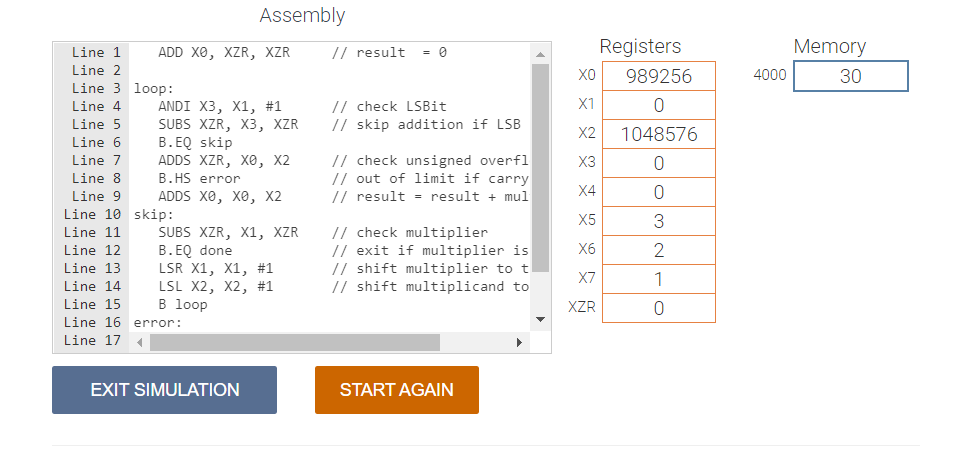 Assembly
Line 1 ADD X0, XZR, XZR // result = 0
Line 2
Line 3 loop:
Line 4 ANDI X3, X1, #1 // check LSBit
Line 5 SUBS XZR, X3, XZR // skip addition if LSB
Line 6 B.EQ skip
Line 7 ADDS XZR, X0, X2 // check unsigned overfl
Line 8 B.HS error // out of limit if carry
Line 9 ADDS X0, X0, X2 // result = result + mul
Line 10 skip:
Line 11 SUBS XZR, X1, XZR // check multiplier
Line 12 B.EQ done // exit if multiplier is
Line 13 LSR X1, X1, #1 // shift multiplier to t
Line 14 LSL X2, X2, #1 // shift multiplicand to
Line 15 B loop
Line 16 error:
Line 17
Registers
X0 989256
X1 0
X2 1048576
X3 0
X4 0
X5 3
X6 2
X7 1
XZR 0
Memory
4000 30
EXIT SIMULATION
START AGAIN